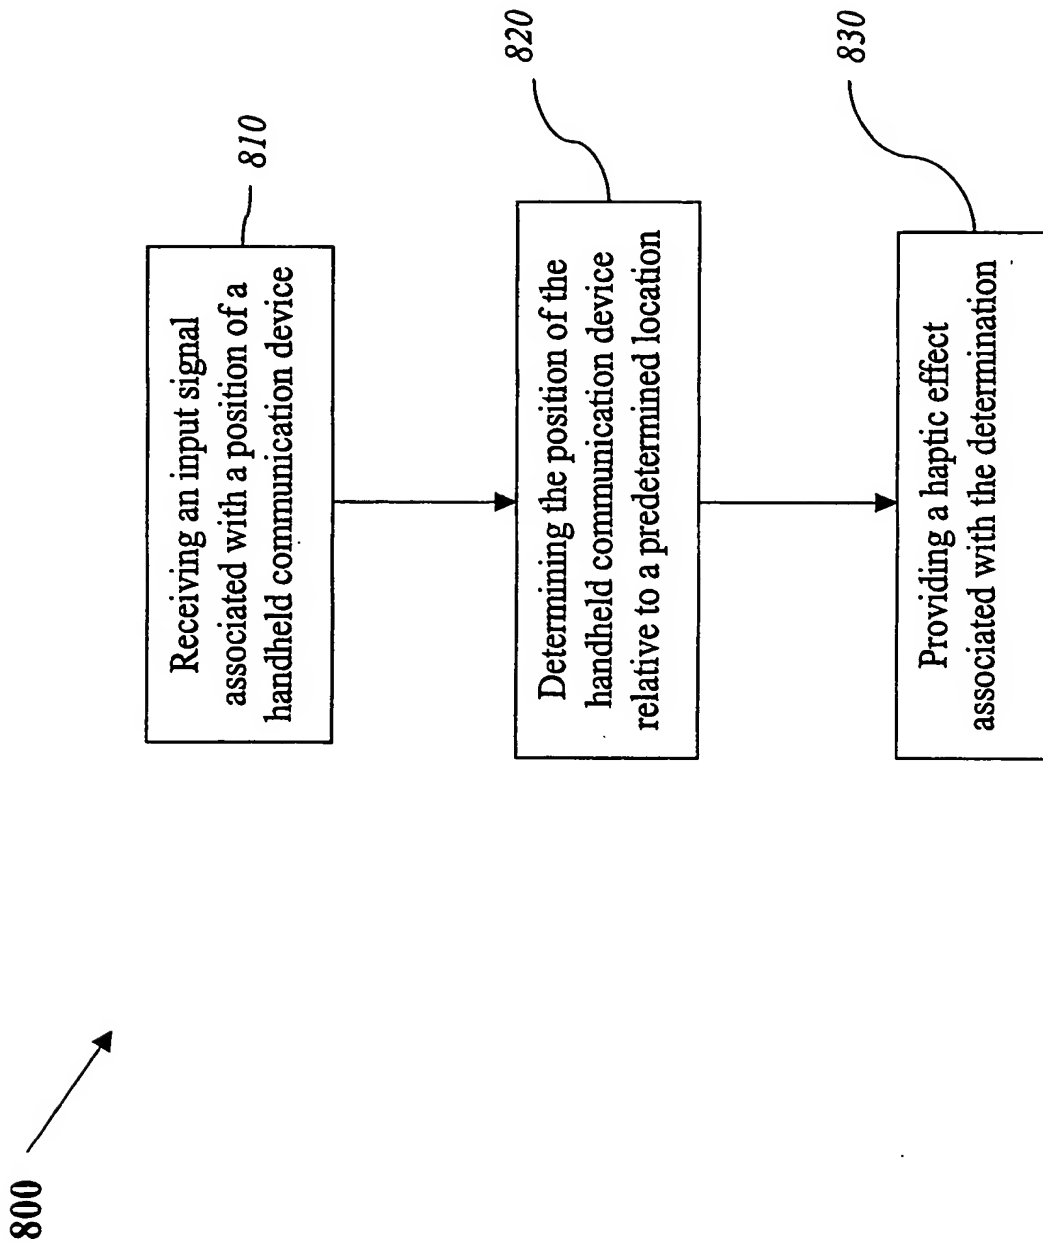 800
Receiving an input signal
associated with a position of a
handheld communication device
810
Determining the position of the
handheld communication device
relative to a predetermined location
820
Providing a haptic effect
associated with the determination
830